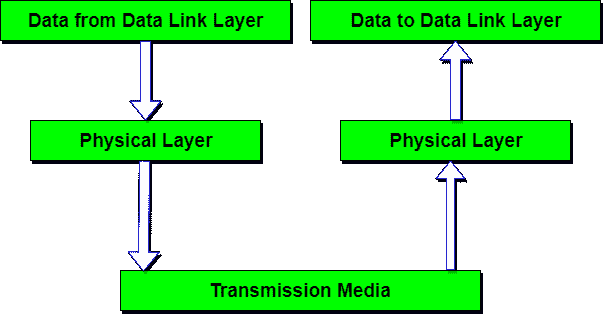 Data from Data Link Layer
Data to Data Link Layer
Physical Layer
Physical Layer
Transmission Media